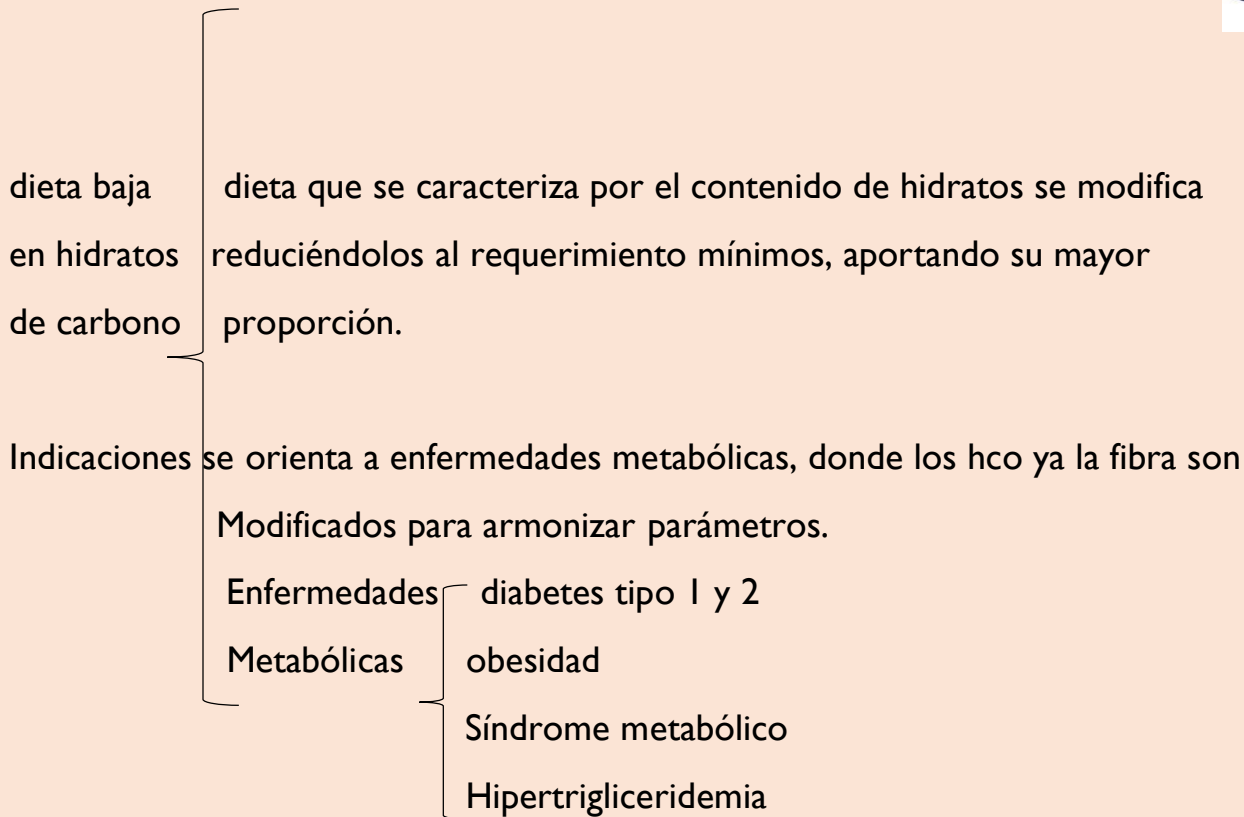 dieta baja dieta que se caracteriza por el contenido de hidratos se modifica
en hidratos reduciéndolos al requerimiento mínimos, aportando su mayor
de carbono proporción.
Indicaciones se orienta a enfermedades metabólicas, donde los hco ya la fibra son
Modificados para armonizar parámetros.
Enfermedades diabetes tipo 1 y 2
Metabólicas obesidad
Síndrome metabólico
Hipertrigliceridemia